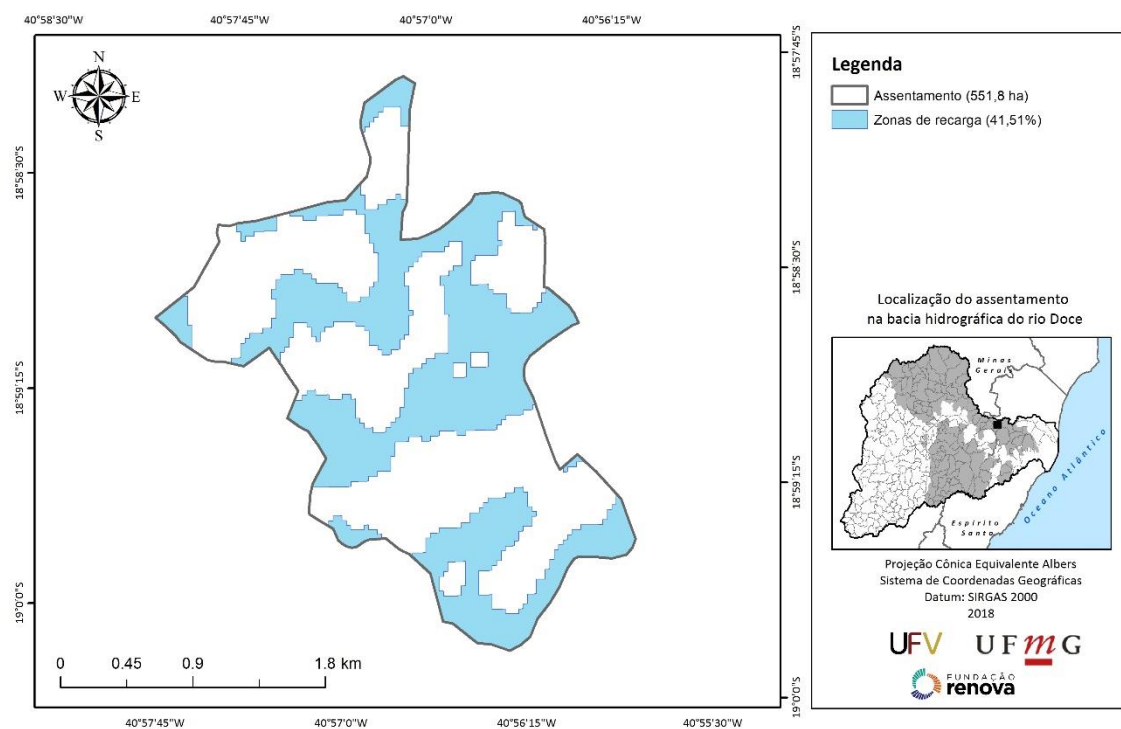 40°58'30"W 40°57'45"W 40°57'0"W 40°56'15"W
18°57'45"S
18°58'30"S
18°58'30"S
18°59'15"S
18°59'15"S
19°0'0"S
19°0'0"S
N
W E
S
0 0.45 0.9 1.8 km
40°57'45"W 40°57'0"W 40°56'15"W 40°55'30"W
Legenda
Assentamento (551,8 ha)
Zonas de recarga (41,51%)
Localização do assentamento
na bacia hidrográfica do rio Doce
Minas
Gerais
Oceano Atlântico
Espírito
Santo
Projeção Cônica Equivalente Albers
Sistema de Coordenadas Geográficas
Datum: SIRGAS 2000
2018
UFV UFmG
FUNDAÇÃO
renova